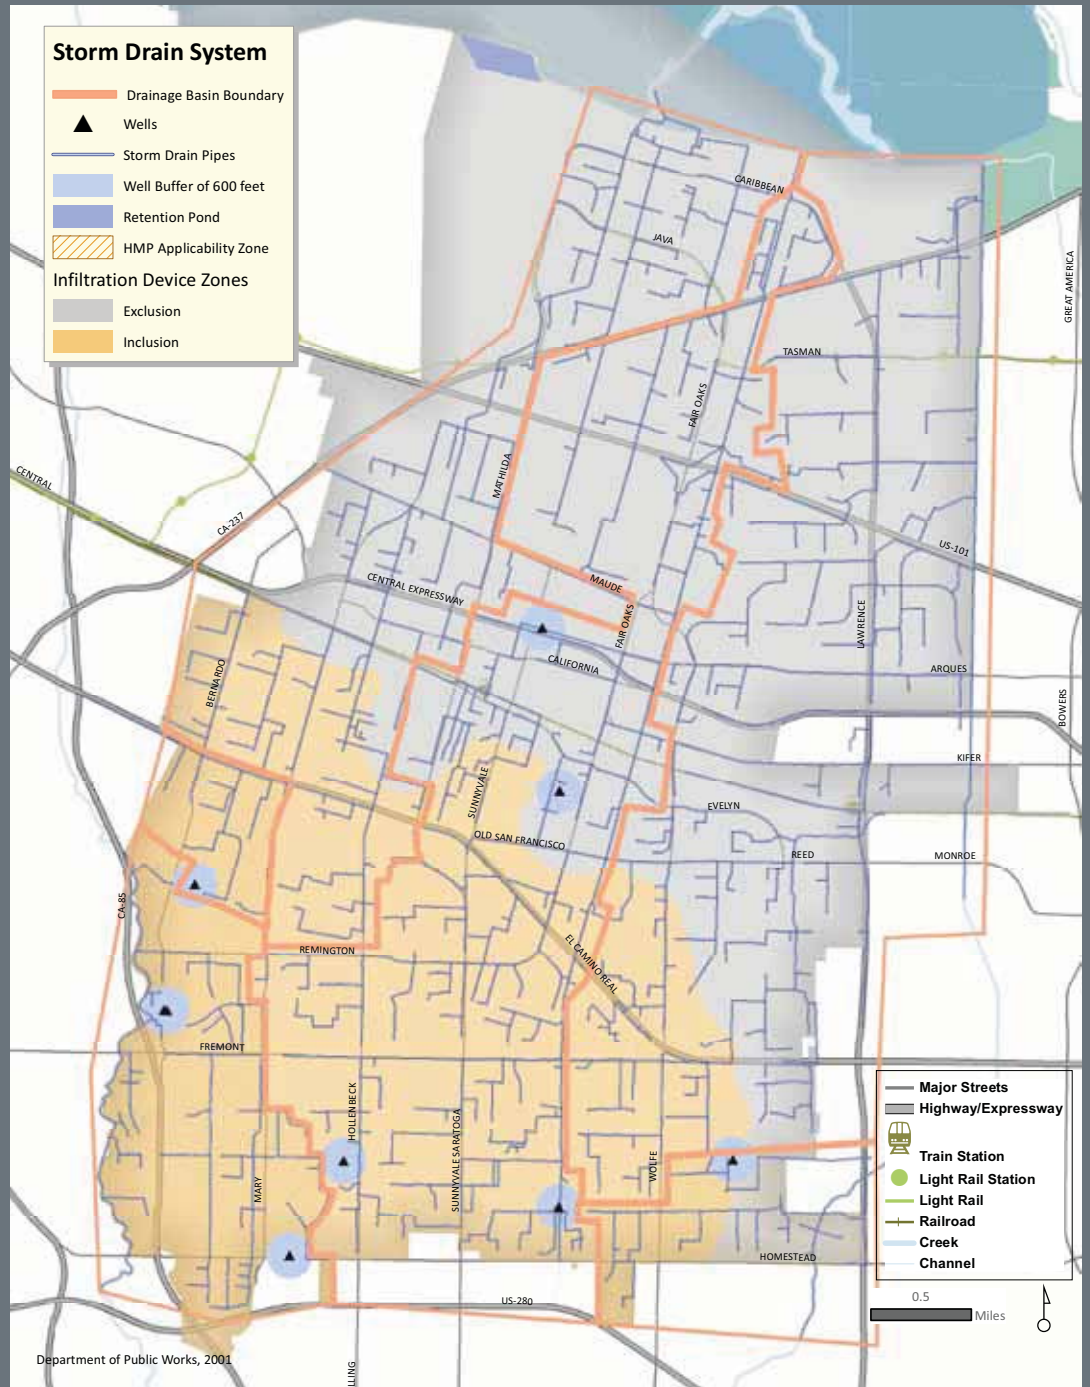 Storm Drain System
Drainage Basin Boundary
Wells
Storm Drain Pipes
Well Buffer of 600 feet
Retention Pond
HMP Applicability Zone
Infiltration Device Zones
Exclusion
Inclusion
CARIBBEAN
JAVA
GREAT AMERICA
TASMAN
FAIR OAKS
MATHILDA
CENTRAL
CA-237
US-101
CENTRAL EXPRESSWAY
MAUDE
FAIR OAKS
LAWRENCE
CALIFORNIA
ARQUES
BERNARDO
BOWERS
KIFER
SUNNYVALE
EVELYN
OLD SAN FRANCISCO
REED
MONROE
CA-85
REMINGTON
EL CAMINO REAL
FREMONT
HOLLENBECK
SUNNYVALE SARATOGA
WOLFE
MARY
HOMESTEAD
US-280
LLING
Major Streets
Highway/Expressway
Train Station
Light Rail Station
Light Rail
Railroad
Creek
Channel
0.5
Miles
Department of Public Works, 2001